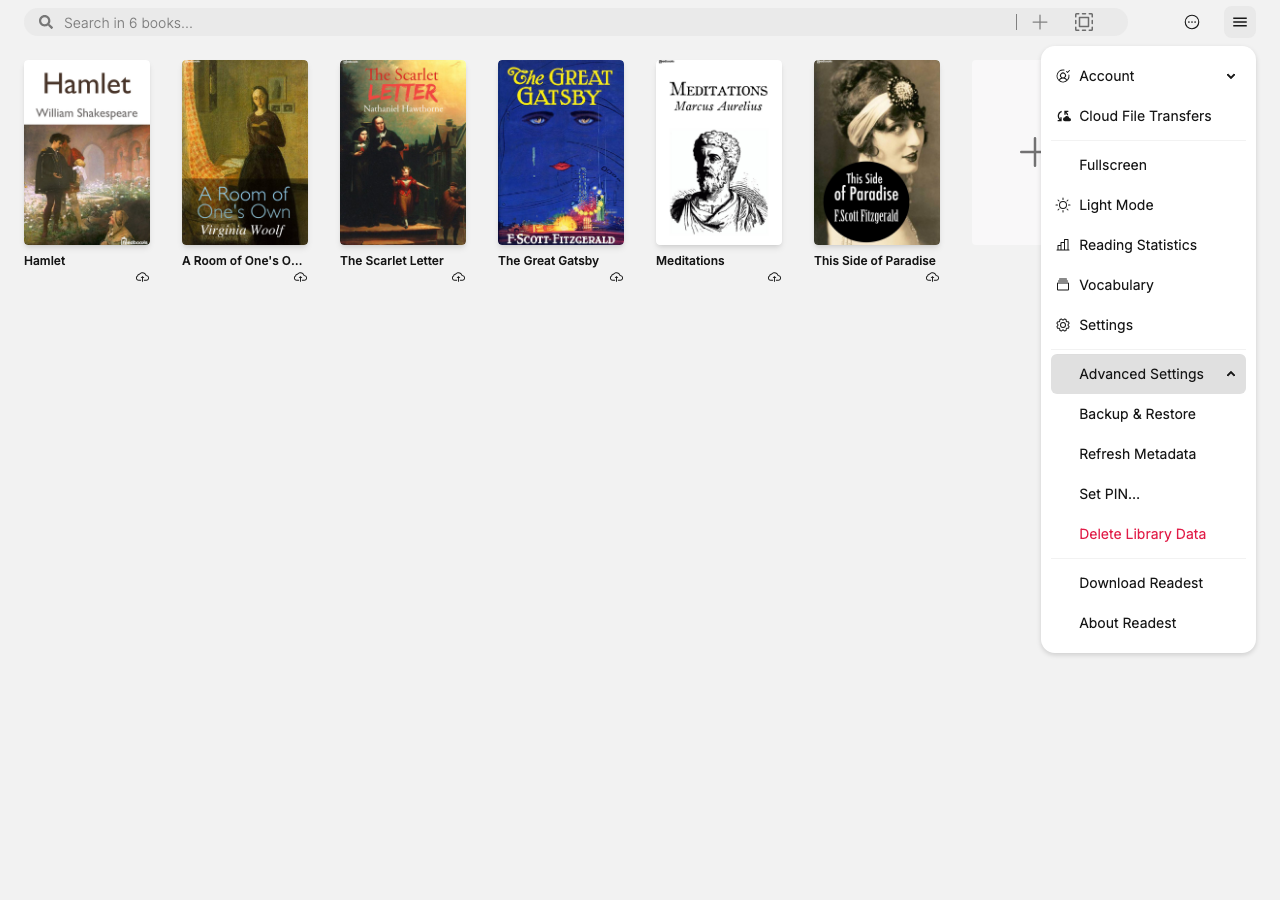 Search in 6 books...
Hamlet
William Shakespeare
A Room of
One's Own
Virginia Woolf
The Scarlet
LETTER
Nathaniel Hawthorne
The GREAT
GATSBY
F·SCOTT·FITZGERALD
MEDITATIONS
Marcus Aurelius
This Side
of Paradise
F.Scott Fitzgerald
Hamlet
A Room of One's O...
The Scarlet Letter
The Great Gatsby
Meditations
This Side of Paradise
Account
Cloud File Transfers
Fullscreen
Light Mode
Reading Statistics
Vocabulary
Settings
Advanced Settings
Backup & Restore
Refresh Metadata
Set PIN...
Delete Library Data
Download Readest
About Readest